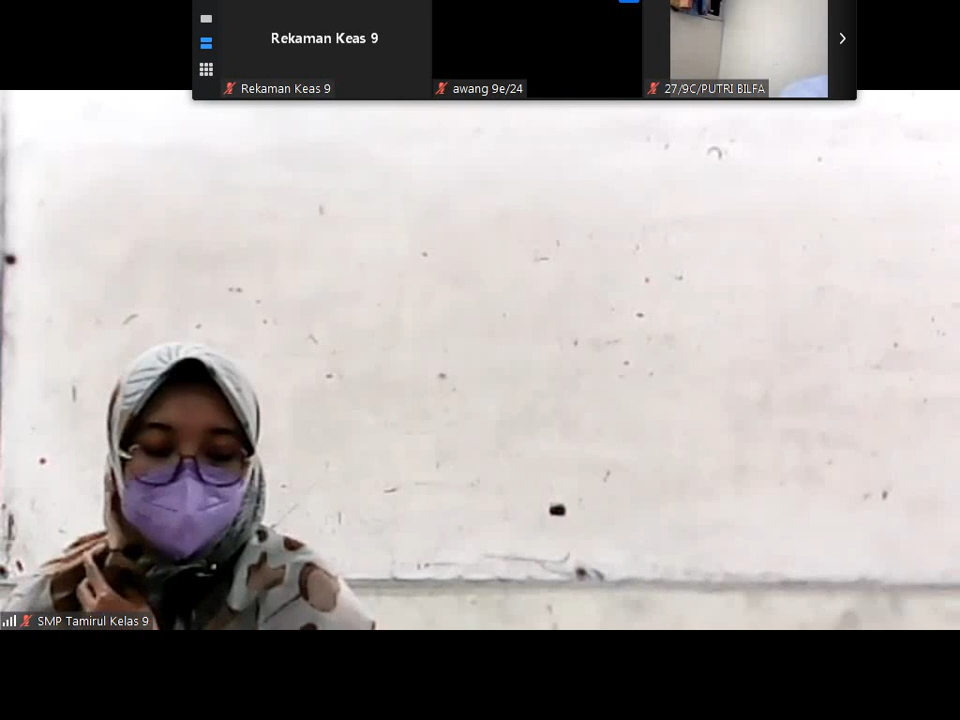 Rekaman Keas 9
Rekaman Keas 9
awang 9e/24
27/9C/PUTRI BILFA
SMP Tamirul Kelas 9